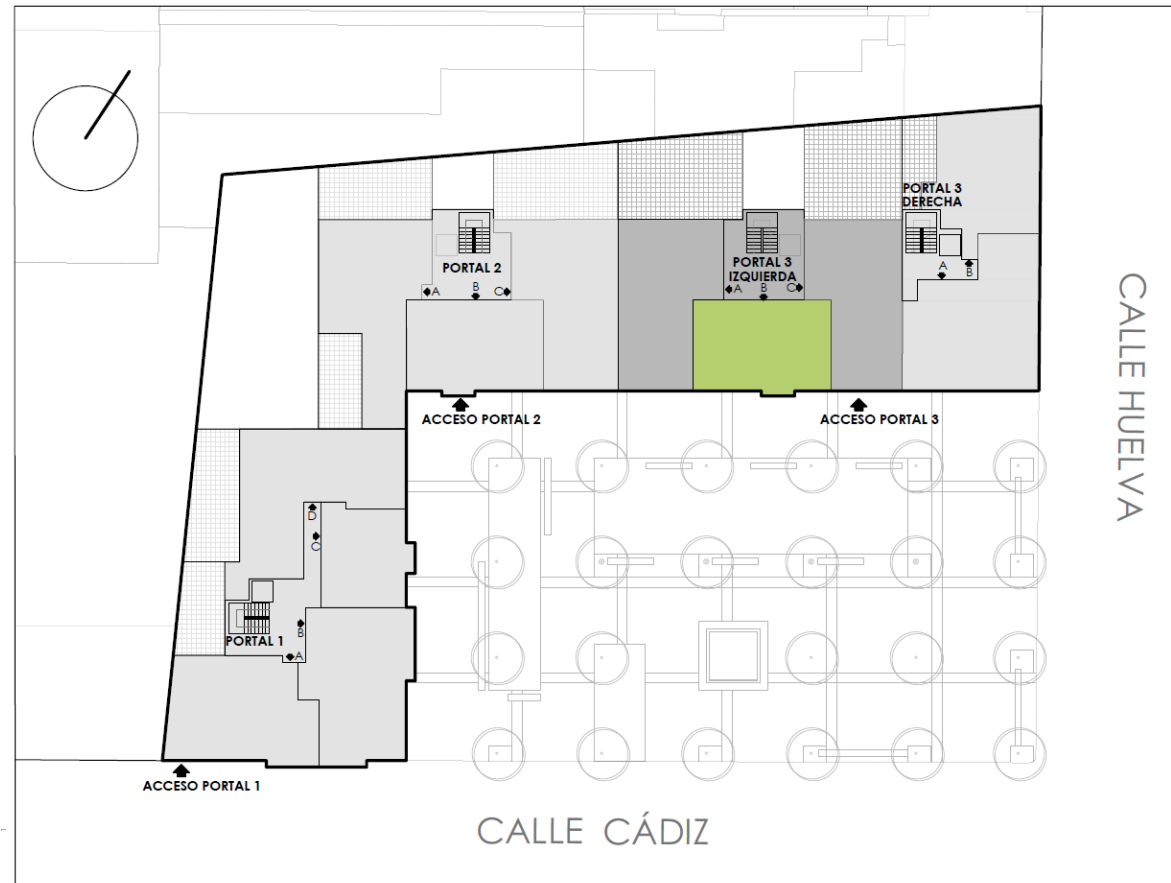 PORTAL 3
DERECHA
PORTAL 2
PORTAL 3
IZQUIERDA
A
B
A
B
C
A
B
C
ACCESO PORTAL 2
ACCESO PORTAL 3
CALLE HUELVA
D
C
B
PORTAL 1
A
ACCESO PORTAL 1
CALLE CÁDIZ